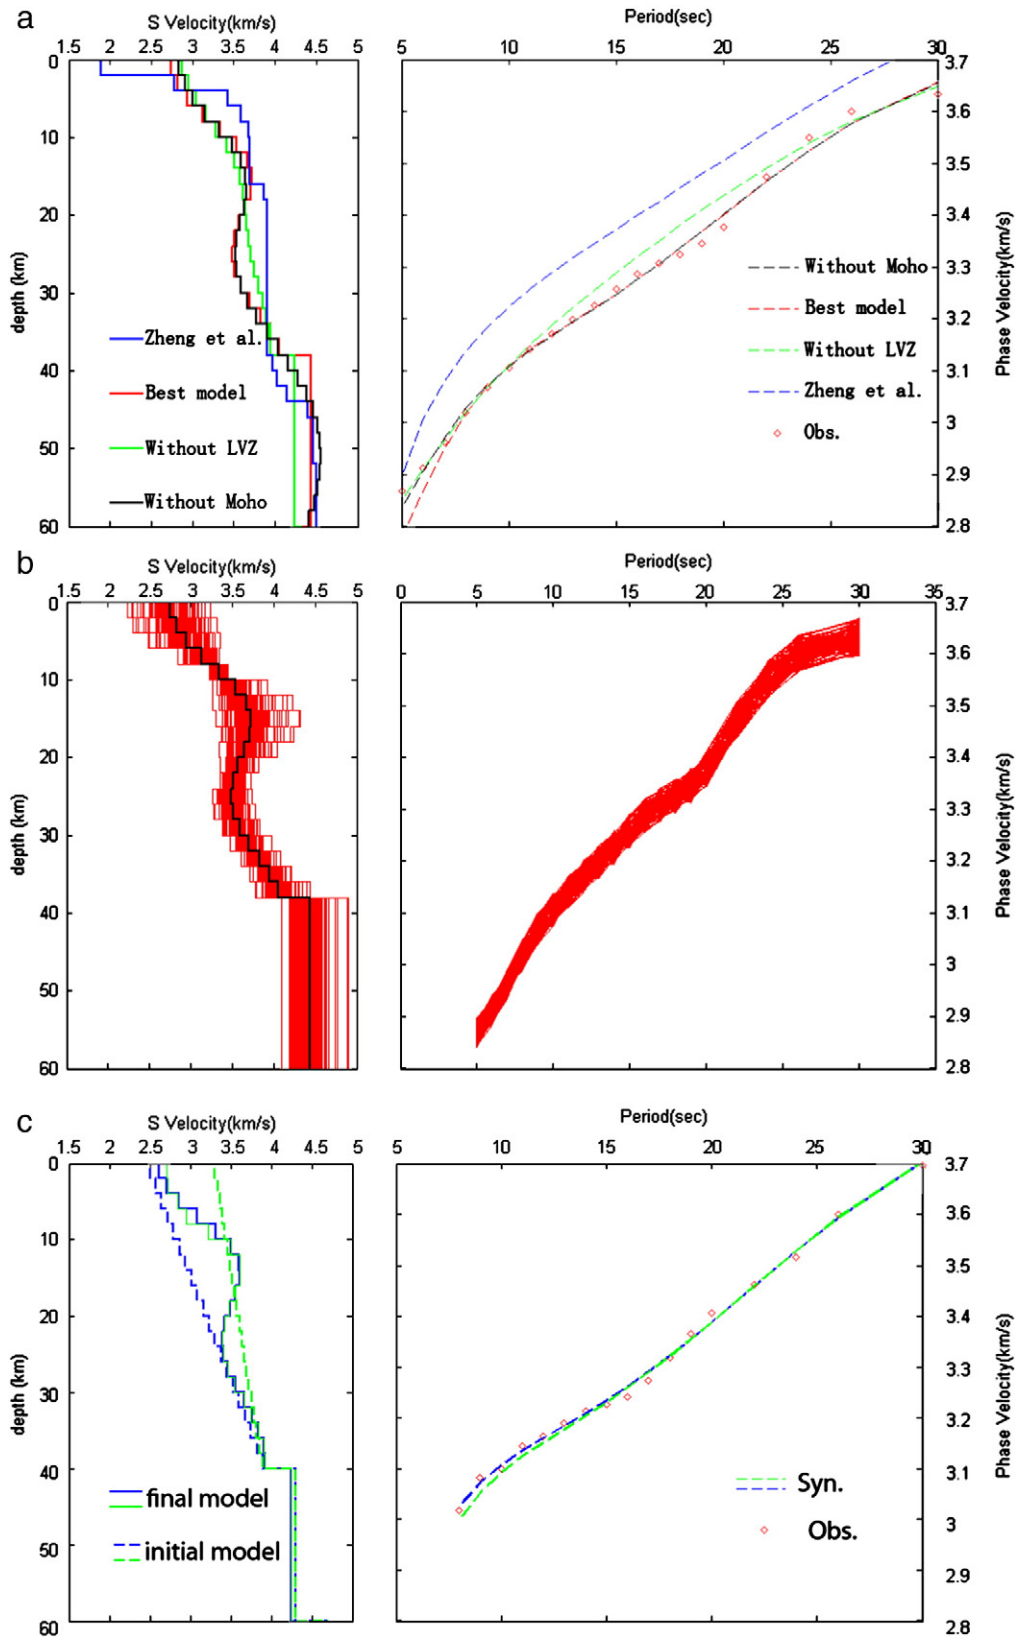 a
S Velocity(km/s)
1.5 2 2.5 3 3.5 4 4.5 5
0
10
20
30
40
50
60
depth (km)
Zheng et al.
Best model
Without LVZ
Without Moho
Period(sec)
5 10 15 20 25 30
3.7
3.6
3.5
3.4
3.3
3.2
3.1
3
2.9
2.8
Phase Velocity(km/s)
Without Moho
Best model
Without LVZ
Zheng et al.
Obs.
b
S Velocity(km/s)
1.5 2 2.5 3 3.5 4 4.5 5
0
10
20
30
40
50
60
depth (km)
Period(sec)
0 5 10 15 20 25 30 35
3.7
3.6
3.5
3.4
3.3
3.2
3.1
3
2.9
2.8
Phase Velocity(km/s)
c
S Velocity(km/s)
1.5 2 2.5 3 3.5 4 4.5 5
0
10
20
30
40
50
60
depth (km)
final model
initial model
Period(sec)
5 10 15 20 25 30
3.7
3.6
3.5
3.4
3.3
3.2
3.1
3
2.9
2.8
Phase Velocity(km/s)
Syn.
Obs.